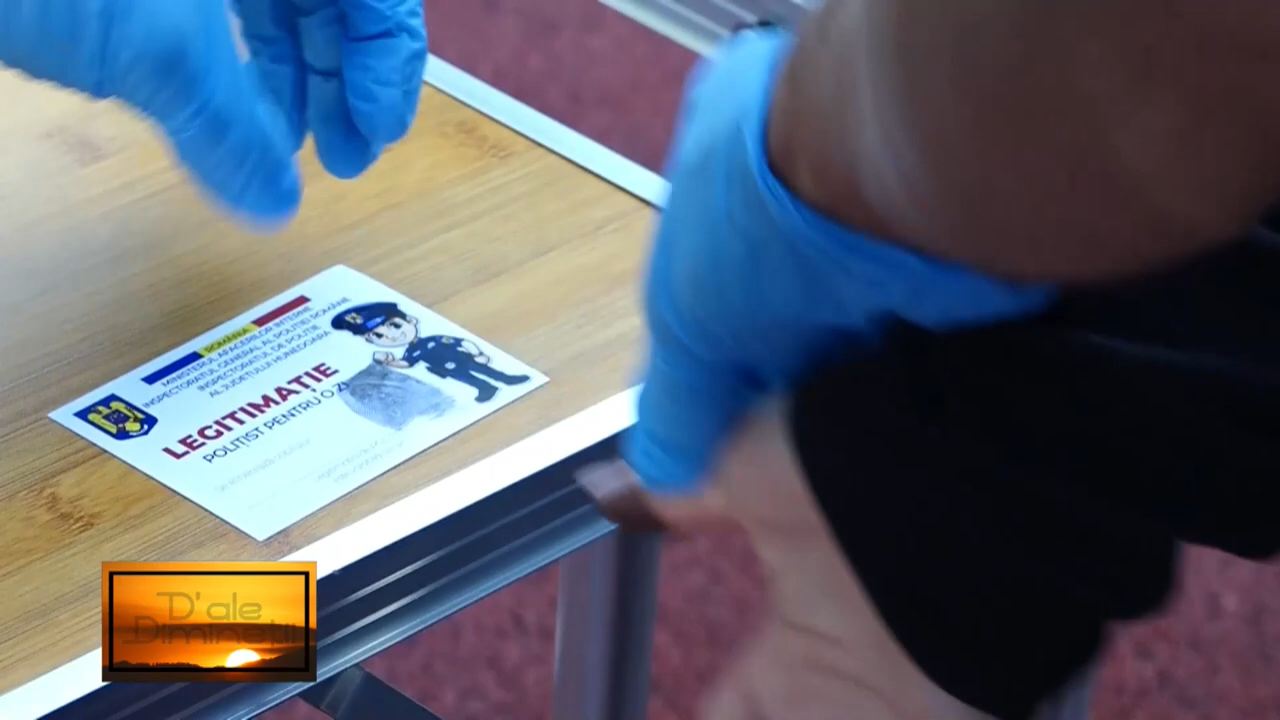 ROMÂNIA
MINISTERUL AFACERILOR INTERNE
INSPECTORATUL GENERAL AL POLIȚIEI ROMÂNE
INSPECTORATUL DE POLIȚIE
AL JUDEȚULUI HUNEDOARA
LEGITIMAȚIE
POLIȚIST PENTRU O ZI
D'ale
Dimineții